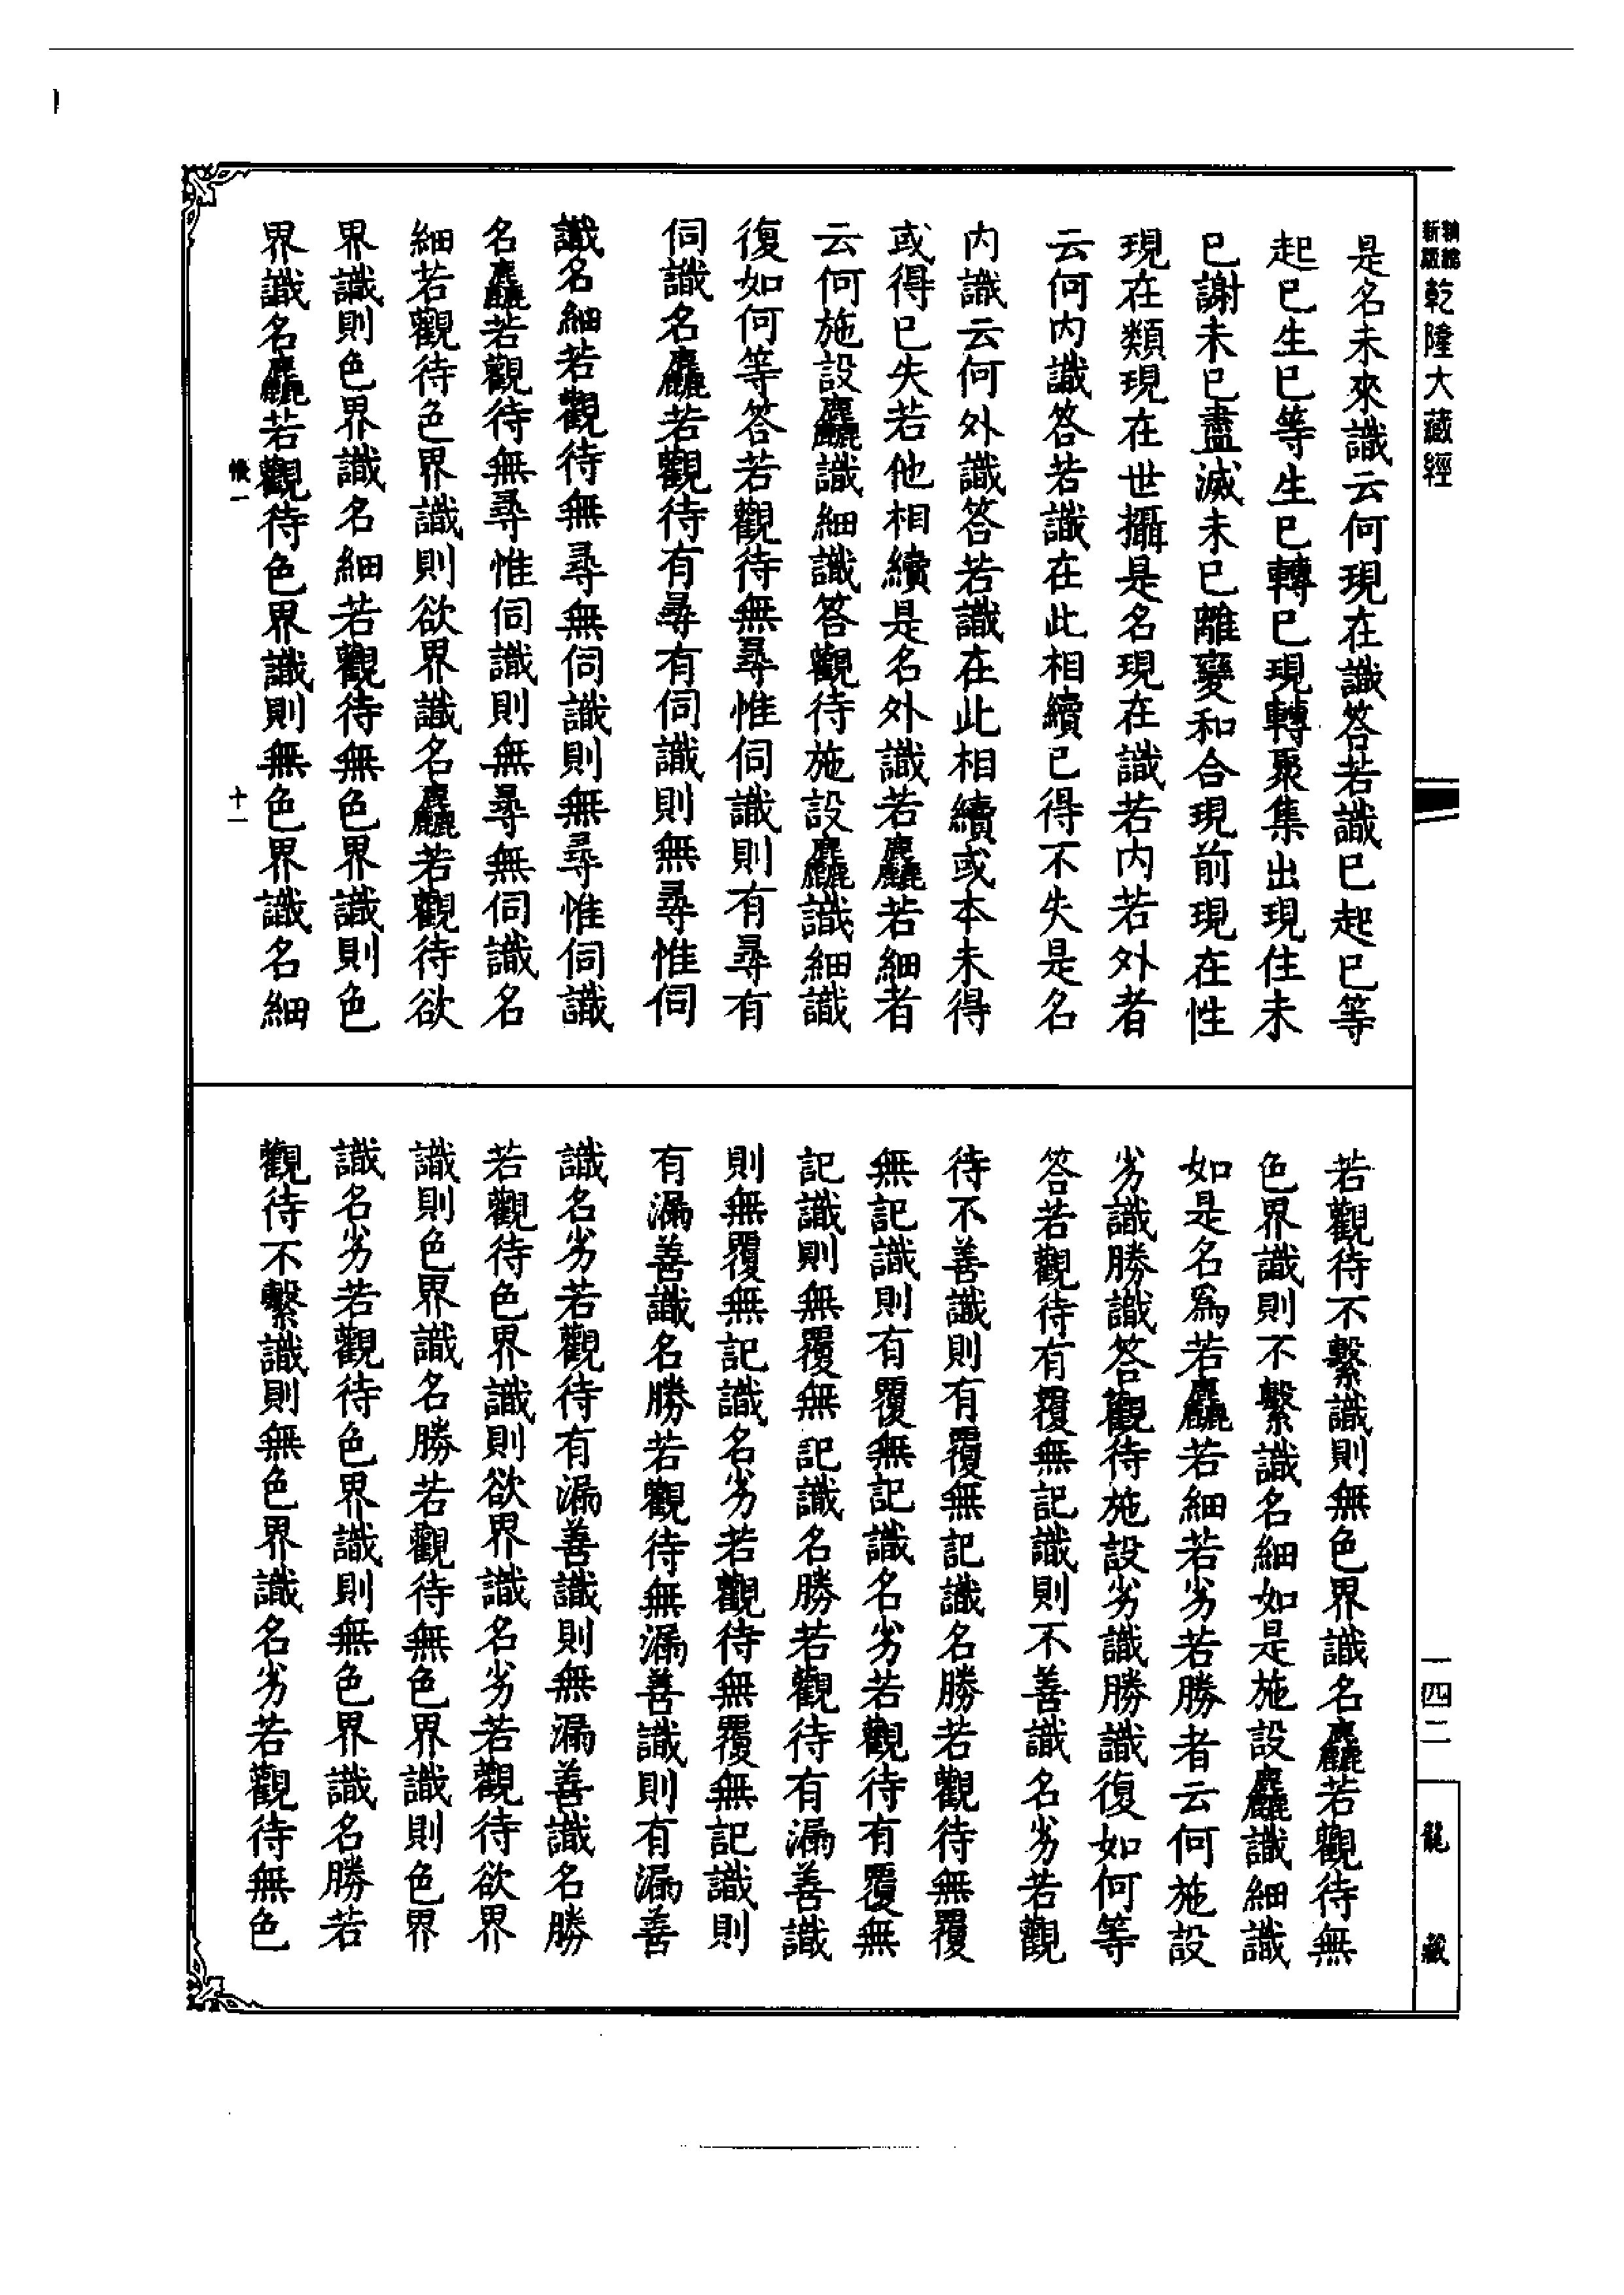 新版精縮乾隆大藏經
一四二
龍藏
是名未來識云何現在識答若識已起已等
起已生已等生已轉已現轉聚集出現住未
已謝未已盡滅未已離變和合現前現在性
現在類現在世攝是名現在識若內若外者
云何內識答若識在此相續已得不失是名
內識云何外識答若識在此相續或本未得
或得已失若他相續是名外識若麤若細者
云何施設麤識細識答觀待施設麤識細識
復如何等答若觀待無尋惟伺識則有尋有
伺識名麤若觀待有尋有伺識則無尋惟伺
識名細若觀待無尋無伺識則無尋惟伺識
名麤若觀待無尋惟伺識則無尋無伺識名
細若觀待色界識則欲界識名麤若觀待欲
界識則色界識名細若觀待無色界識則色
界識名麤若觀待色界識則無色界識名細
十一
若觀待不繫識則無色界識名麤若觀待無
色界識則不繫識名細如是施設麤識細識
如是名爲若麤若細若劣若勝者云何施設
劣識勝識答觀待施設劣識勝識復如何等
答若觀待有覆無記識則不善識名劣若觀
待不善識則有覆無記識名勝若觀待無覆
無記識則有覆無記識名劣若觀待有覆無
記識則無覆無記識名勝若觀待有漏善識
則無覆無記識名劣若觀待無覆無記識則
有漏善識名勝若觀待無漏善識則有漏善
識名劣若觀待有漏善識則無漏善識名勝
若觀待色界識則欲界識名劣若觀待欲界
識則色界識名勝若觀待無色界識則色界
識名劣若觀待色界識則無色界識名勝若
觀待不繫識則無色界識名劣若觀待無色